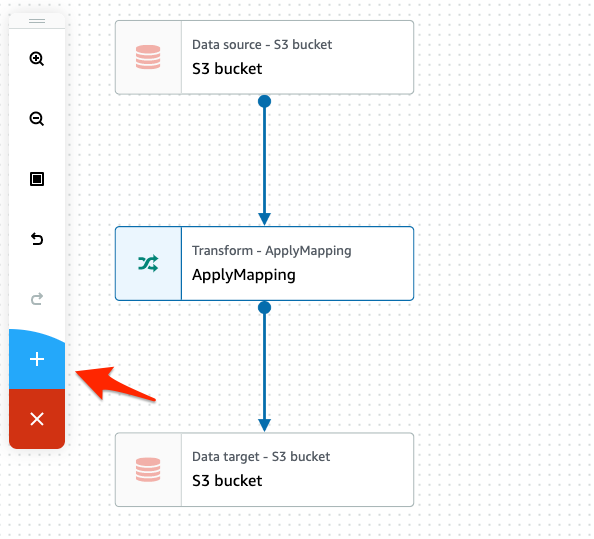 Data source - S3 bucket
S3 bucket
Transform - ApplyMapping
ApplyMapping
Data target - S3 bucket
S3 bucket